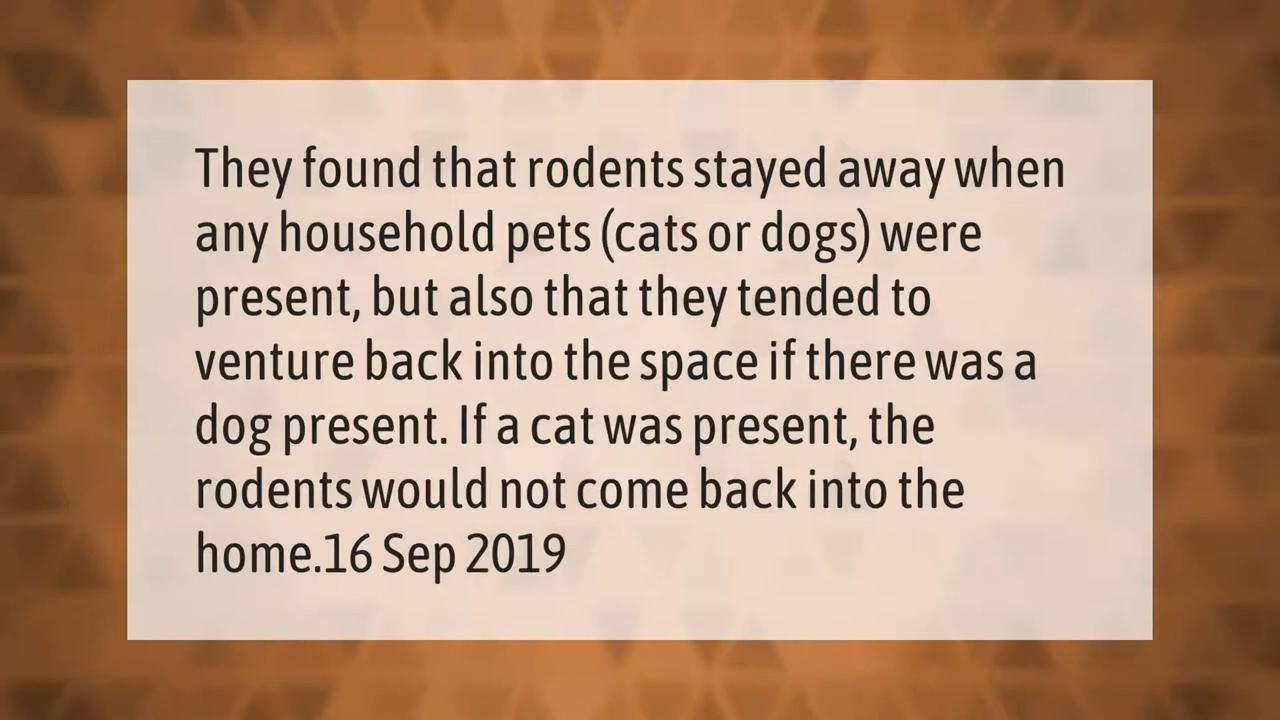 They found that rodents stayed away when
any household pets (cats or dogs) were
present, but also that they tended to
venture back into the space if there was a
dog present. If a cat was present, the
rodents would not come back into the
home.16 Sep 2019